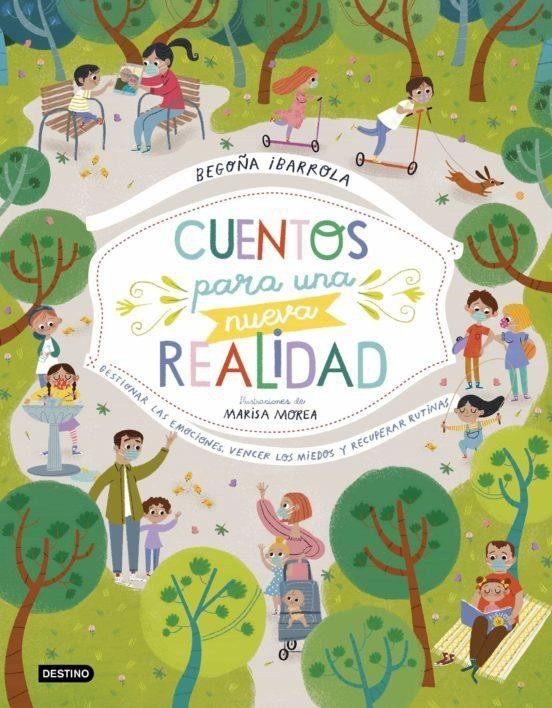 BEGOÑA iBARROLA
CUENTOS
para una
nueva
REALiDAD
Ilustraciones de
MARiSA MOREA
GESTIONAR LAS EMOCIONES, VENCER LOS MIEDOS Y RECUPERAR RUTINAS
DESTINO